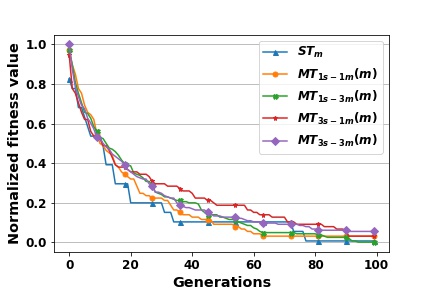 Normalized fitness value
1.0
0.8
0.6
0.4
0.2
0.0
0
20
40
60
80
100
Generations
STm
MT1s−1m(m)
MT1s−3m(m)
MT3s−1m(m)
MT3s−3m(m)